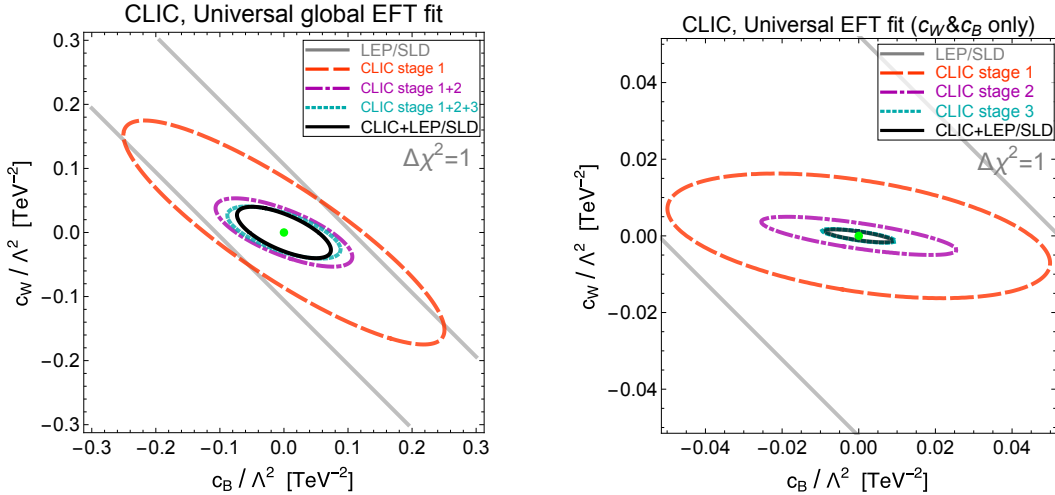 CLIC, Universal global EFT fit
LEP/SLD
CLIC stage 1
CLIC stage 1+2
CLIC stage 1+2+3
CLIC+LEP/SLD
Δχ²=1
0.3
0.2
0.1
0.0
−0.1
−0.2
−0.3
c_W / Λ² [TeV⁻²]
−0.3 −0.2 −0.1 0.0 0.1 0.2 0.3
c_B / Λ² [TeV⁻²]
CLIC, Universal EFT fit (c_W&c_B only)
LEP/SLD
CLIC stage 1
CLIC stage 2
CLIC stage 3
CLIC+LEP/SLD
Δχ²=1
0.04
0.02
0.00
−0.02
−0.04
c_W / Λ² [TeV⁻²]
−0.04 −0.02 0.00 0.02 0.04
c_B / Λ² [TeV⁻²]